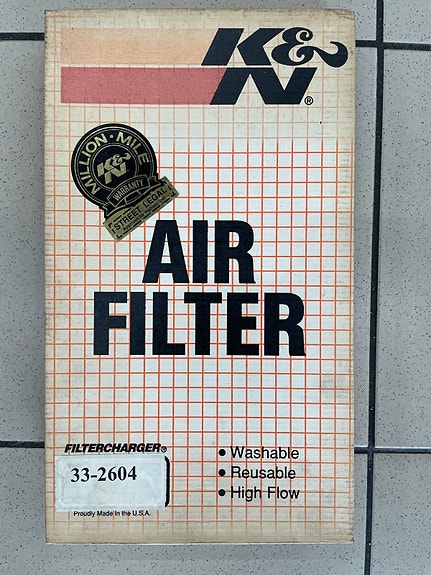 K&N®
MILLION • MILE
K&N
WARRANTY
STREET LEGAL
AIR
FILTER
FILTERCHARGER®
33-2604
• Washable
• Reusable
• High Flow
Proudly Made in the U.S.A.